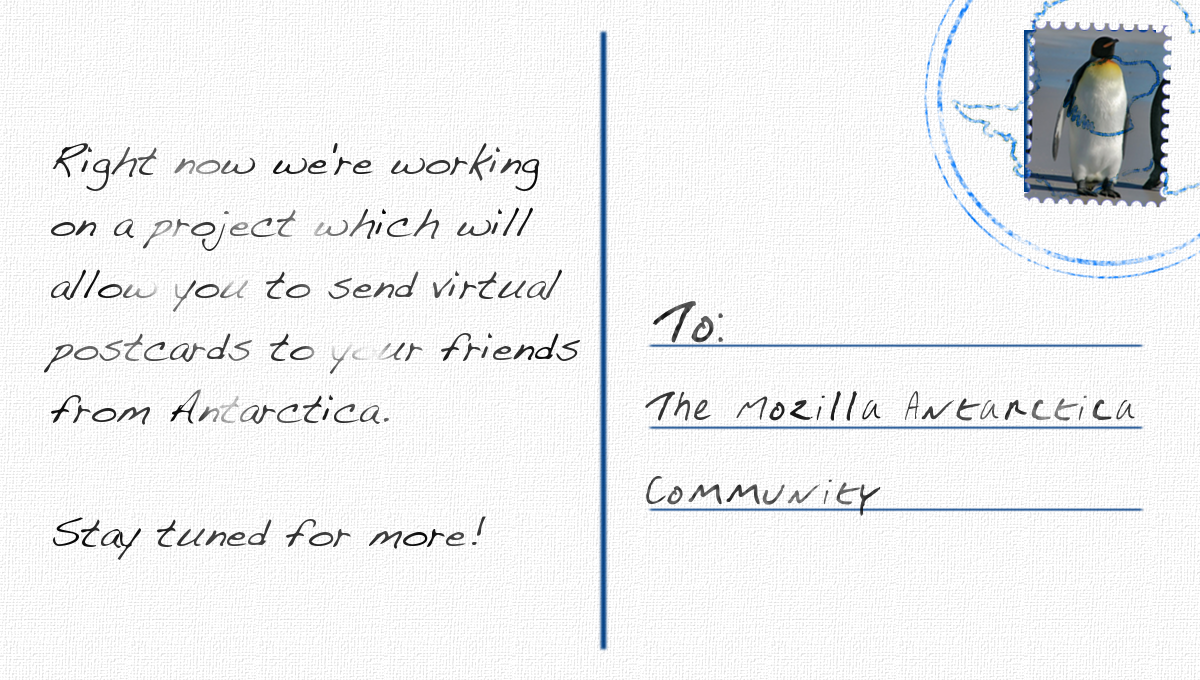 Right now we're working
on a project which will
allow you to send virtual
postcards to your friends
from Antarctica.
Stay tuned for more!
To:
The Mozilla Antarctica
Community